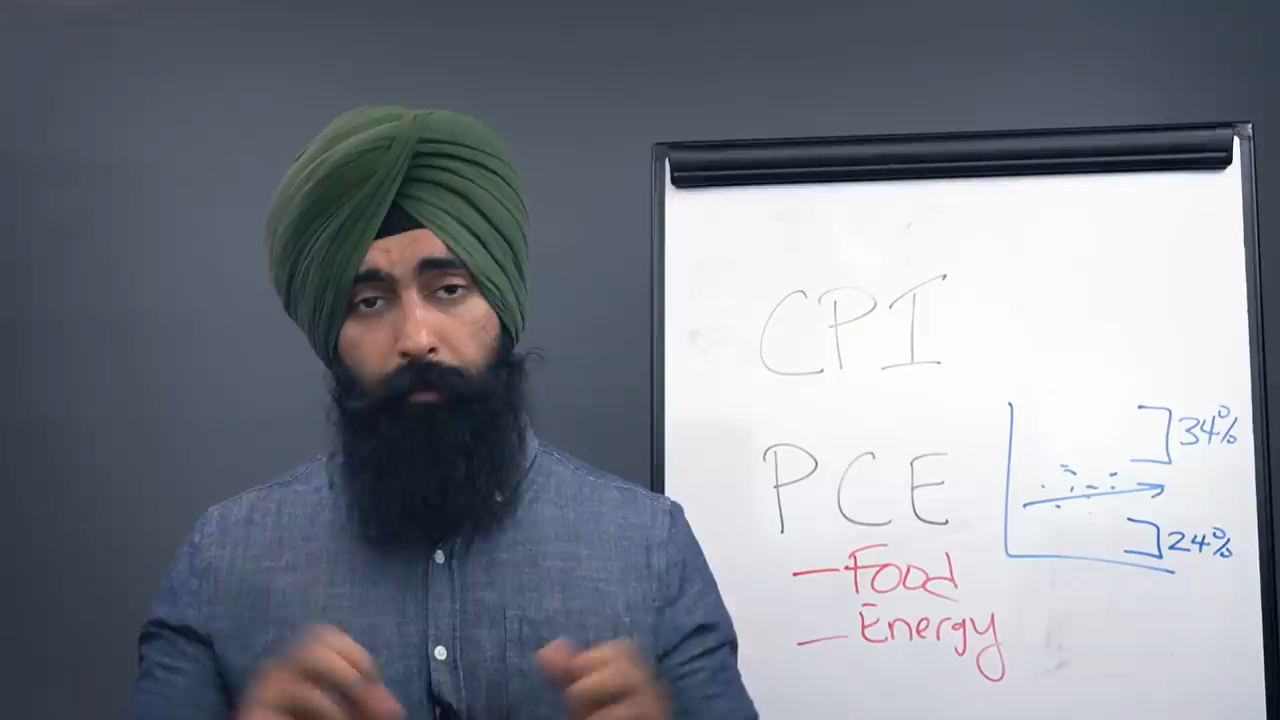 CPI
PCE
34%
24%
— Food
— Energy